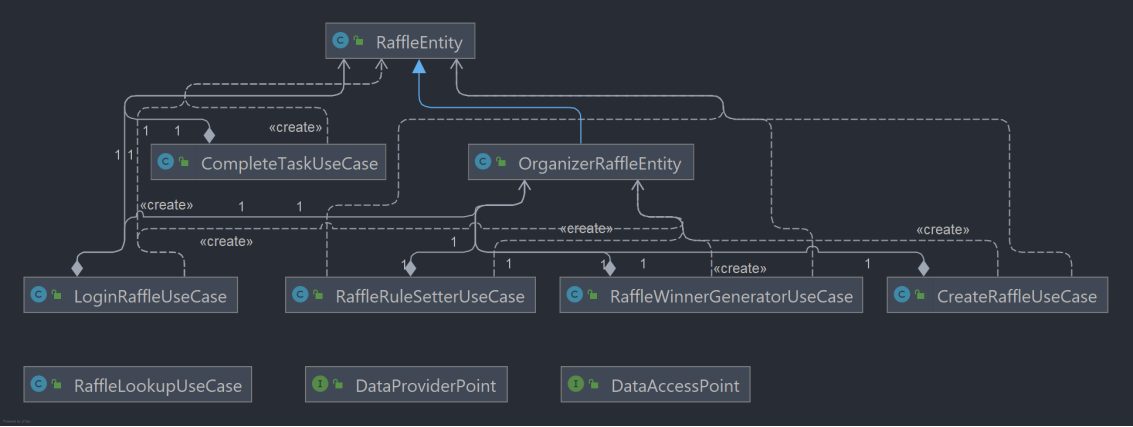 RaffleEntity
1 1 «create»
1 1
CompleteTaskUseCase
OrganizerRaffleEntity
«create» 1 1
«create» 1 «create» «create»
1 1 1 1 «create» 1
LoginRaffleUseCase
RaffleRuleSetterUseCase
RaffleWinnerGeneratorUseCase
CreateRaffleUseCase
RaffleLookupUseCase
DataProviderPoint
DataAccessPoint